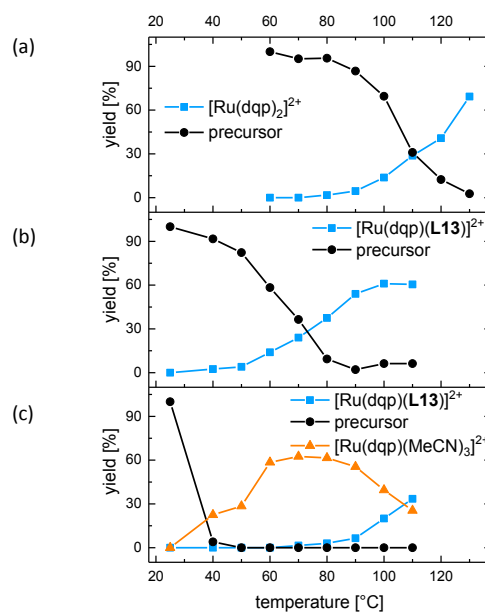 20 40 60 80 100 120
(a)
90
60
30
0
yield [%]
[Ru(dqp)₂]²⁺
precursor
(b)
90
60
30
0
yield [%]
[Ru(dqp)(L13)]²⁺
precursor
(c)
90
60
30
0
yield [%]
[Ru(dqp)(L13)]²⁺
precursor
[Ru(dqp)(MeCN)₃]²⁺
20 40 60 80 100 120
temperature [°C]